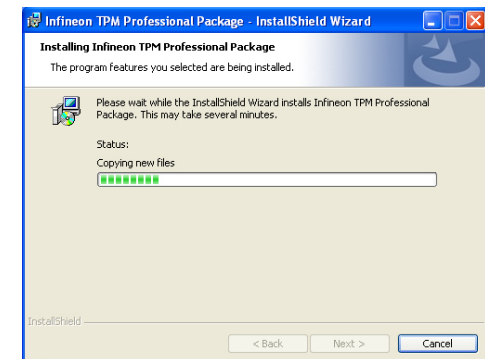 Infineon TPM Professional Package - InstallShield Wizard
Installing Infineon TPM Professional Package
The program features you selected are being installed.
Please wait while the InstallShield Wizard installs Infineon TPM Professional
Package. This may take several minutes.
Status:
Copying new files
InstallShield
< Back Next > Cancel